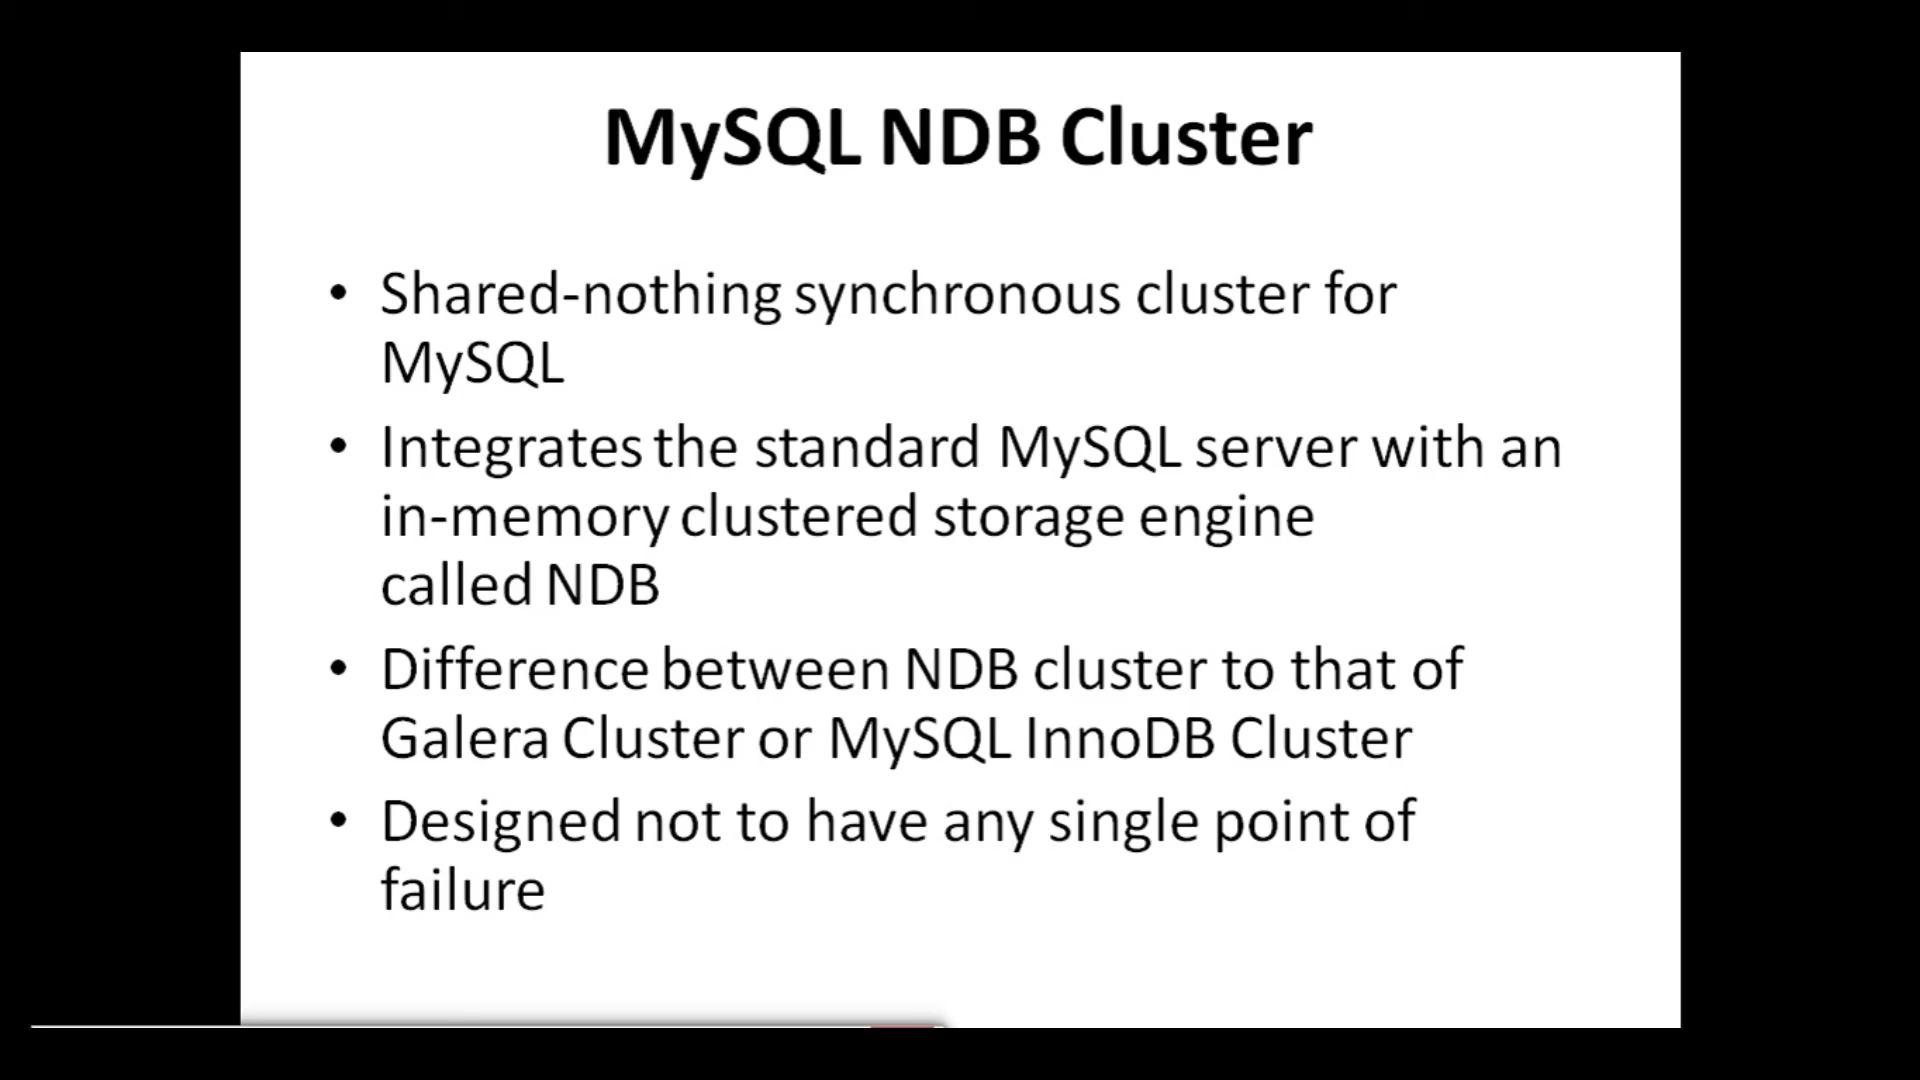 MySQL NDB Cluster
• Shared-nothing synchronous cluster for
MySQL
• Integrates the standard MySQL server with an
in-memory clustered storage engine
called NDB
• Difference between NDB cluster to that of
Galera Cluster or MySQL InnoDB Cluster
• Designed not to have any single point of
failure